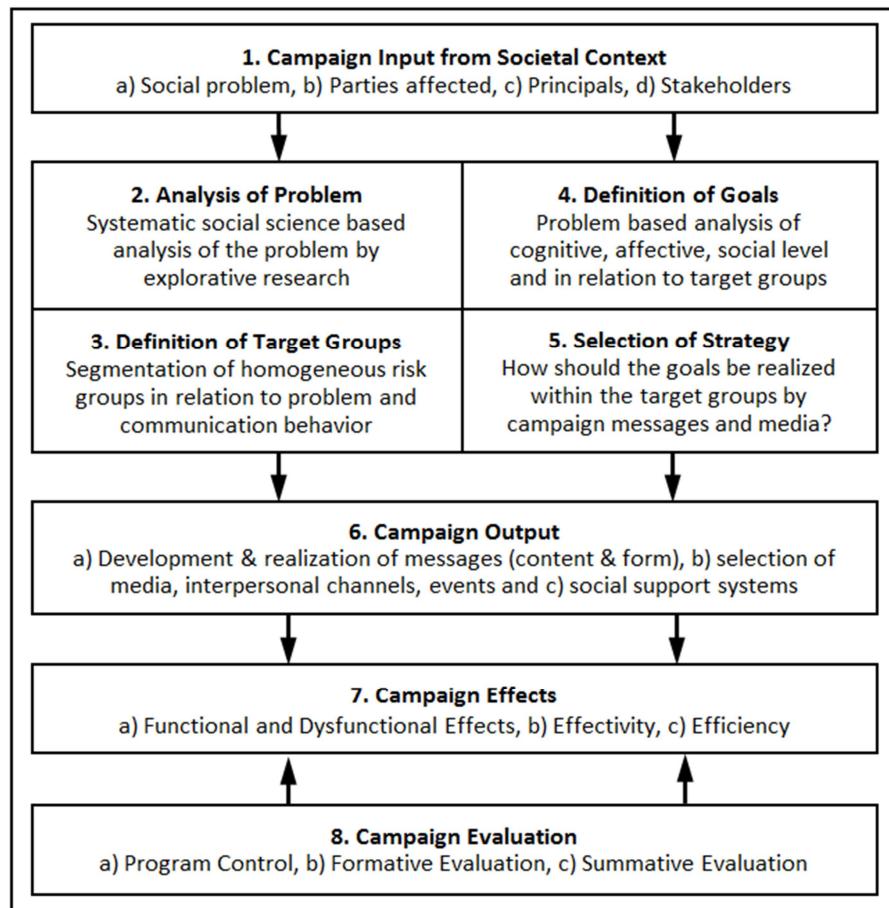 1. Campaign Input from Societal Context
a) Social problem, b) Parties affected, c) Principals, d) Stakeholders
2. Analysis of Problem
Systematic social science based
analysis of the problem by
explorative research
4. Definition of Goals
Problem based analysis of
cognitive, affective, social level
and in relation to target groups
3. Definition of Target Groups
Segmentation of homogeneous risk
groups in relation to problem and
communication behavior
5. Selection of Strategy
How should the goals be realized
within the target groups by
campaign messages and media?
6. Campaign Output
a) Development & realization of messages (content & form), b) selection of
media, interpersonal channels, events and c) social support systems
7. Campaign Effects
a) Functional and Dysfunctional Effects, b) Effectivity, c) Efficiency
8. Campaign Evaluation
a) Program Control, b) Formative Evaluation, c) Summative Evaluation